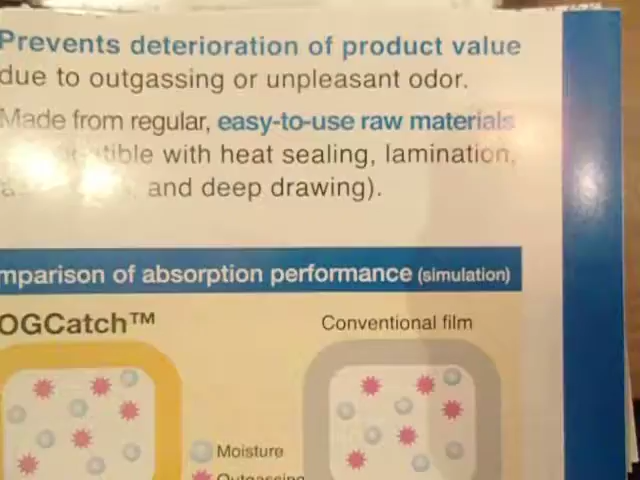 Prevents deterioration of product value
due to outgassing or unpleasant odor.
Made from regular, easy-to-use raw materials
with heat sealing, lamination,
and deep drawing).
mparison of absorption performance (simulation)
OGCatch™
Conventional film
Moisture
Outgassing